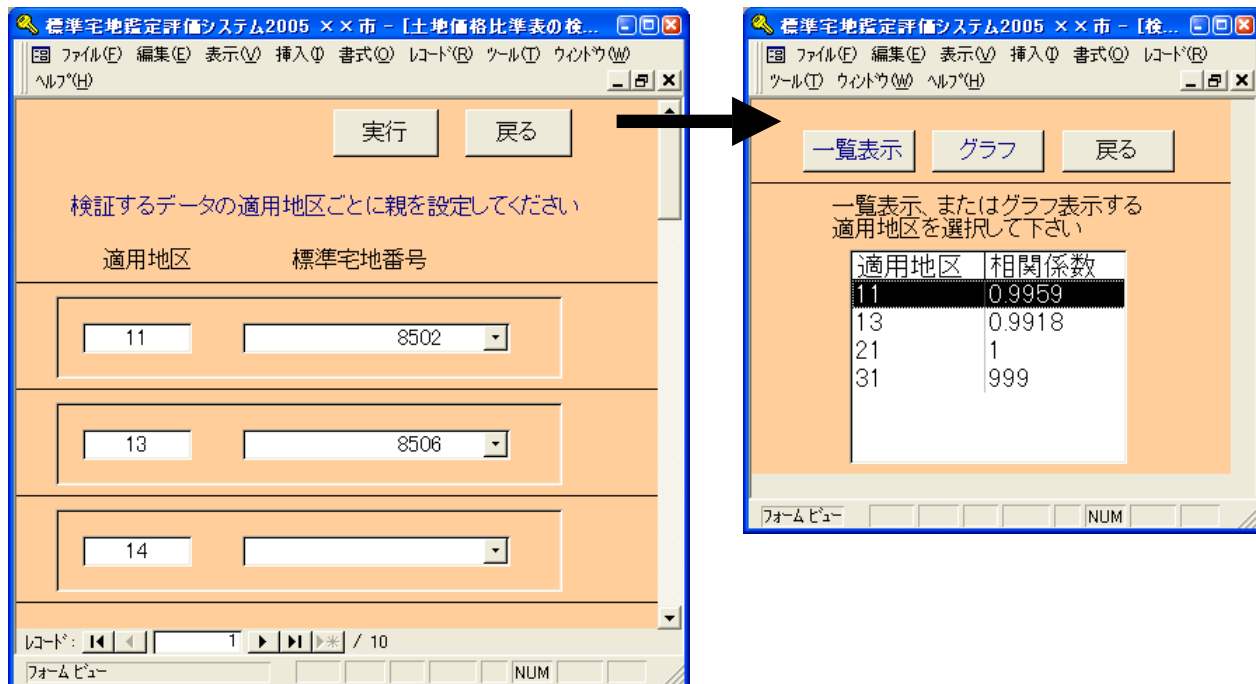 標準宅地鑑定評価システム2005 ××市 - [土地価格比準表の検...
ファイル(F) 編集(E) 表示(V) 挿入(I) 書式(O) レコード(R) ツール(T) ウィンドウ(W)
ヘルプ(H)
実行 戻る
検証するデータの適用地区ごとに親を設定してください
適用地区 標準宅地番号
11 8502
13 8506
14
レコード: 1 / 10
フォーム ビュー NUM
標準宅地鑑定評価システム2005 ××市 - [検...
ファイル(F) 編集(E) 表示(V) 挿入(I) 書式(O) レコード(R)
ツール(T) ウィンドウ(W) ヘルプ(H)
一覧表示 グラフ 戻る
一覧表示、またはグラフ表示する
適用地区を選択して下さい
適用地区 相関係数
11 0.9959
13 0.9918
21 1
31 999
フォーム ビュー NUM